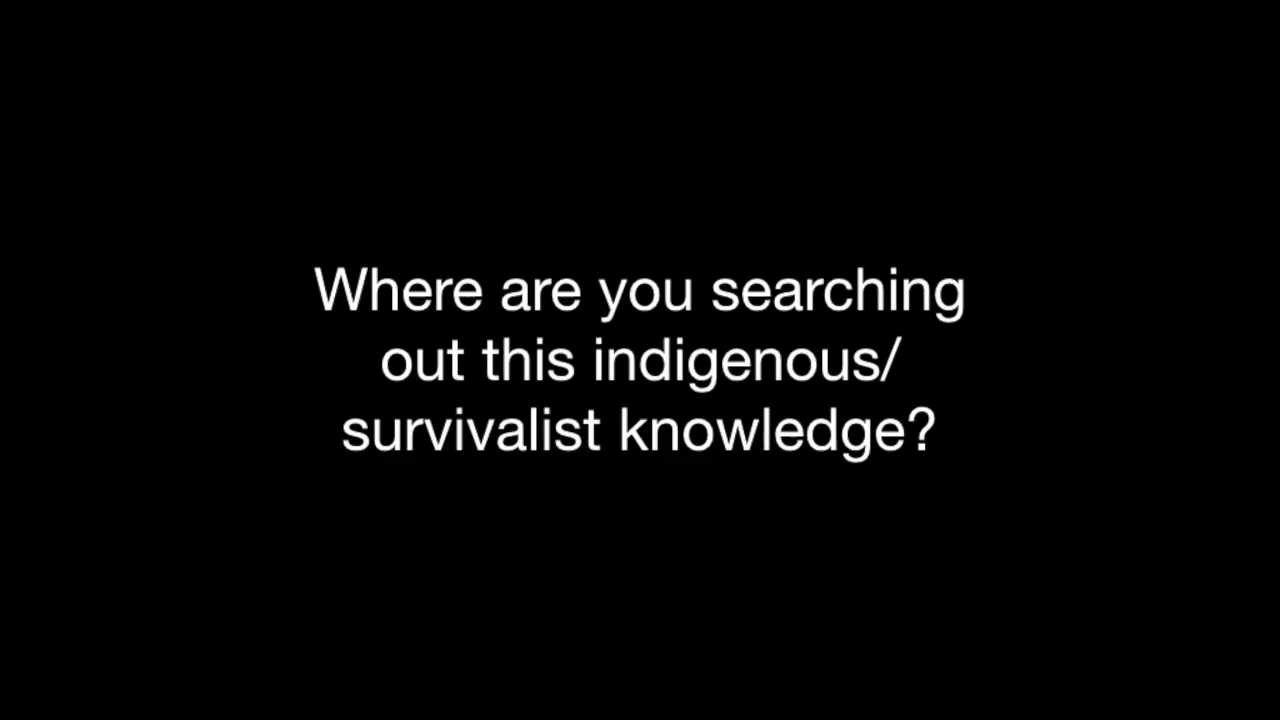 Where are you searching
out this indigenous/
survivalist knowledge?